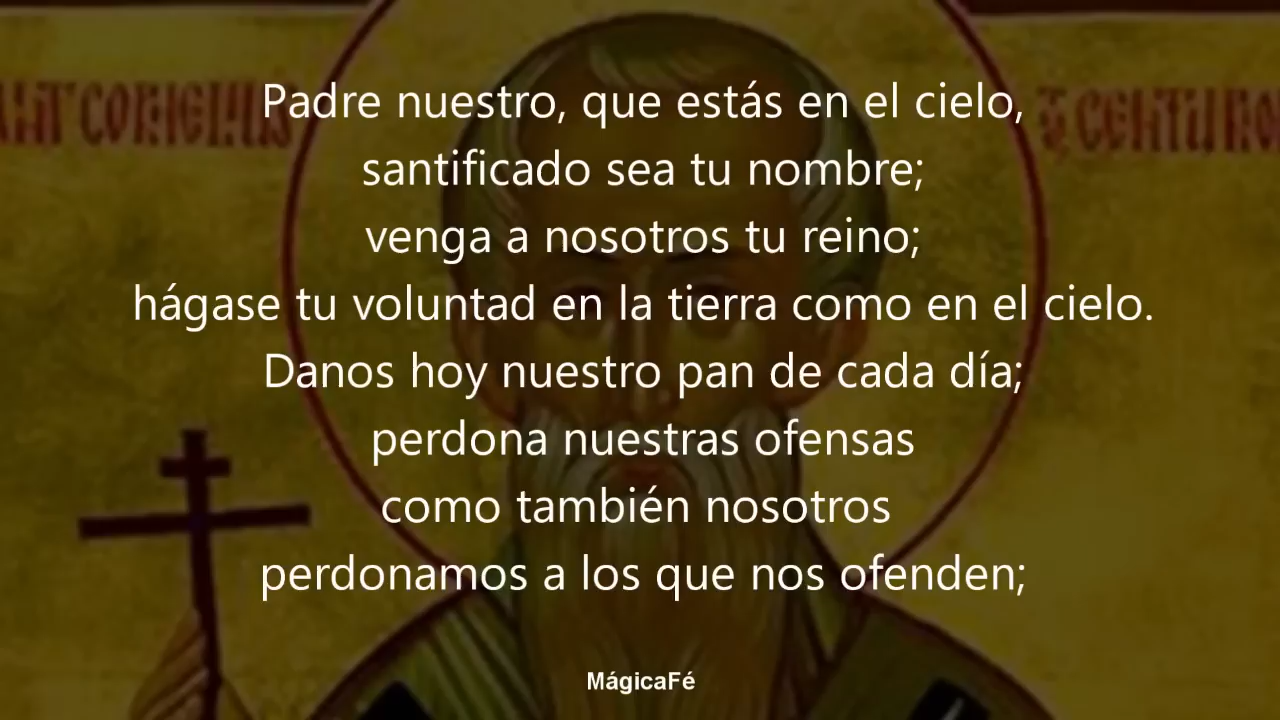 Padre nuestro, que estás en el cielo,
santificado sea tu nombre;
venga a nosotros tu reino;
hágase tu voluntad en la tierra como en el cielo.
Danos hoy nuestro pan de cada día;
perdona nuestras ofensas
como también nosotros
perdonamos a los que nos ofenden;
MágicaFé